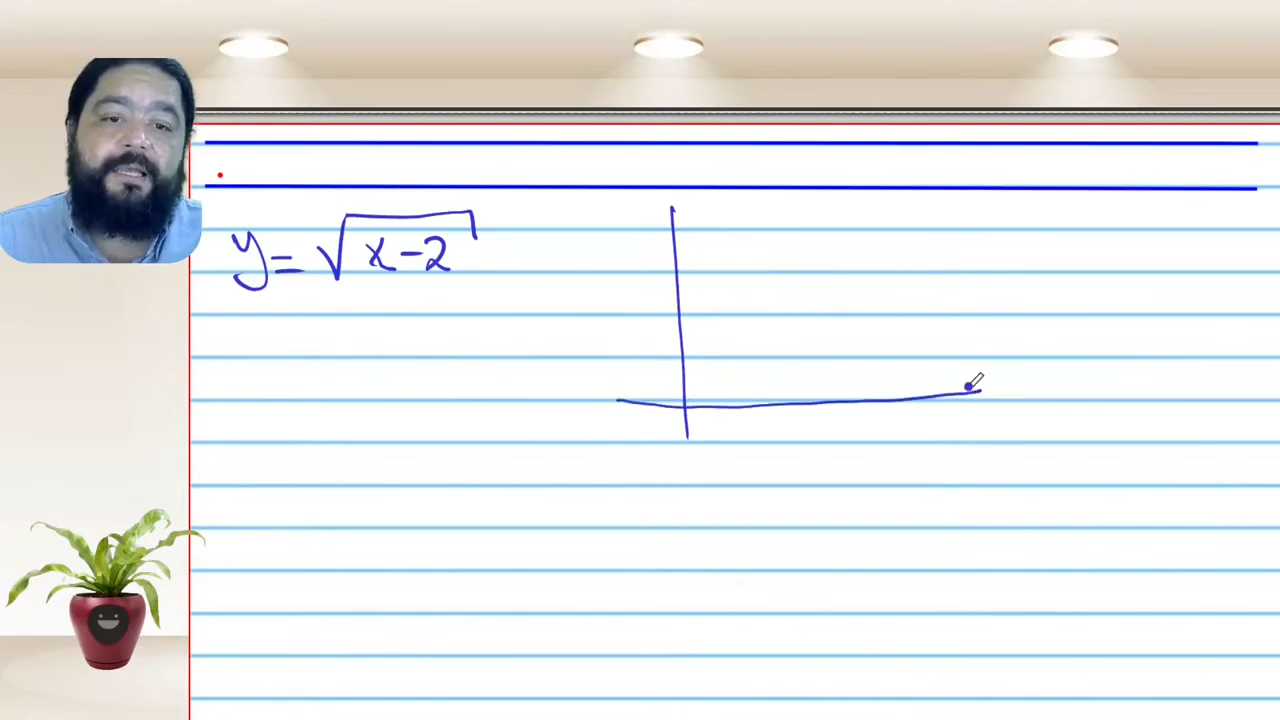 y = √(x-2)